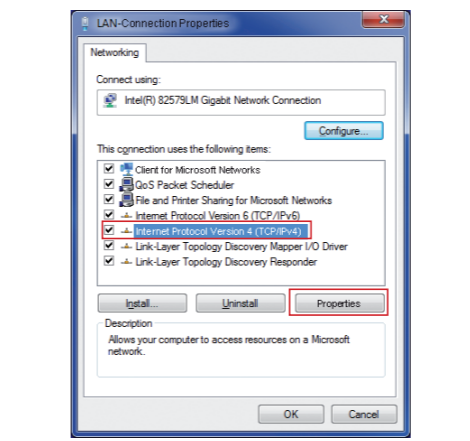 LAN-Connection Properties
Networking
Connect using:
Intel(R) 82579LM Gigabit Network Connection
Configure...
This connection uses the following items:
Client for Microsoft Networks
QoS Packet Scheduler
File and Printer Sharing for Microsoft Networks
Internet Protocol Version 6 (TCP/IPv6)
Internet Protocol Version 4 (TCP/IPv4)
Link-Layer Topology Discovery Mapper I/O Driver
Link-Layer Topology Discovery Responder
Install...
Uninstall
Properties
Description
Allows your computer to access resources on a Microsoft
network.
OK
Cancel